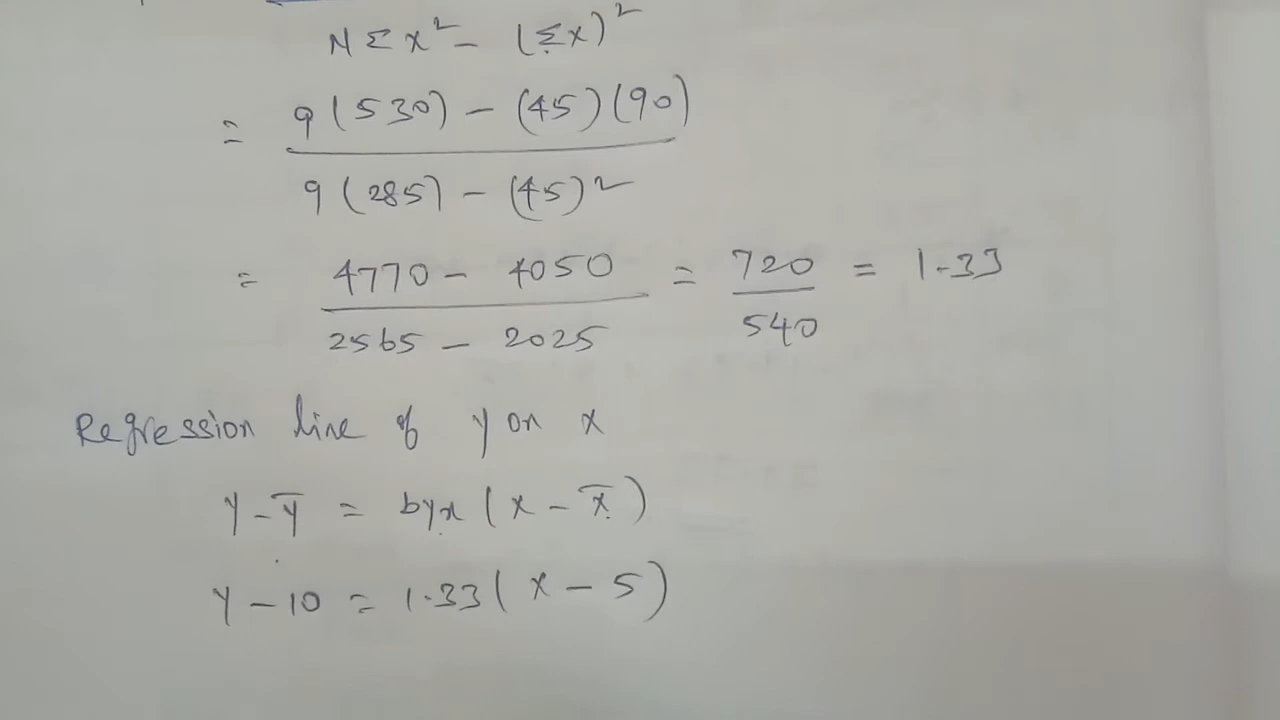 N Σ x² - (Σx)²
= 9(530) - (45)(90)
9(285) - (45)²
= 4770 - 4050 = 720 = 1.33
2565 - 2025 540
Regression line of y on x
y - ȳ = byx (x - x̄)
y - 10 = 1.33(x - 5)